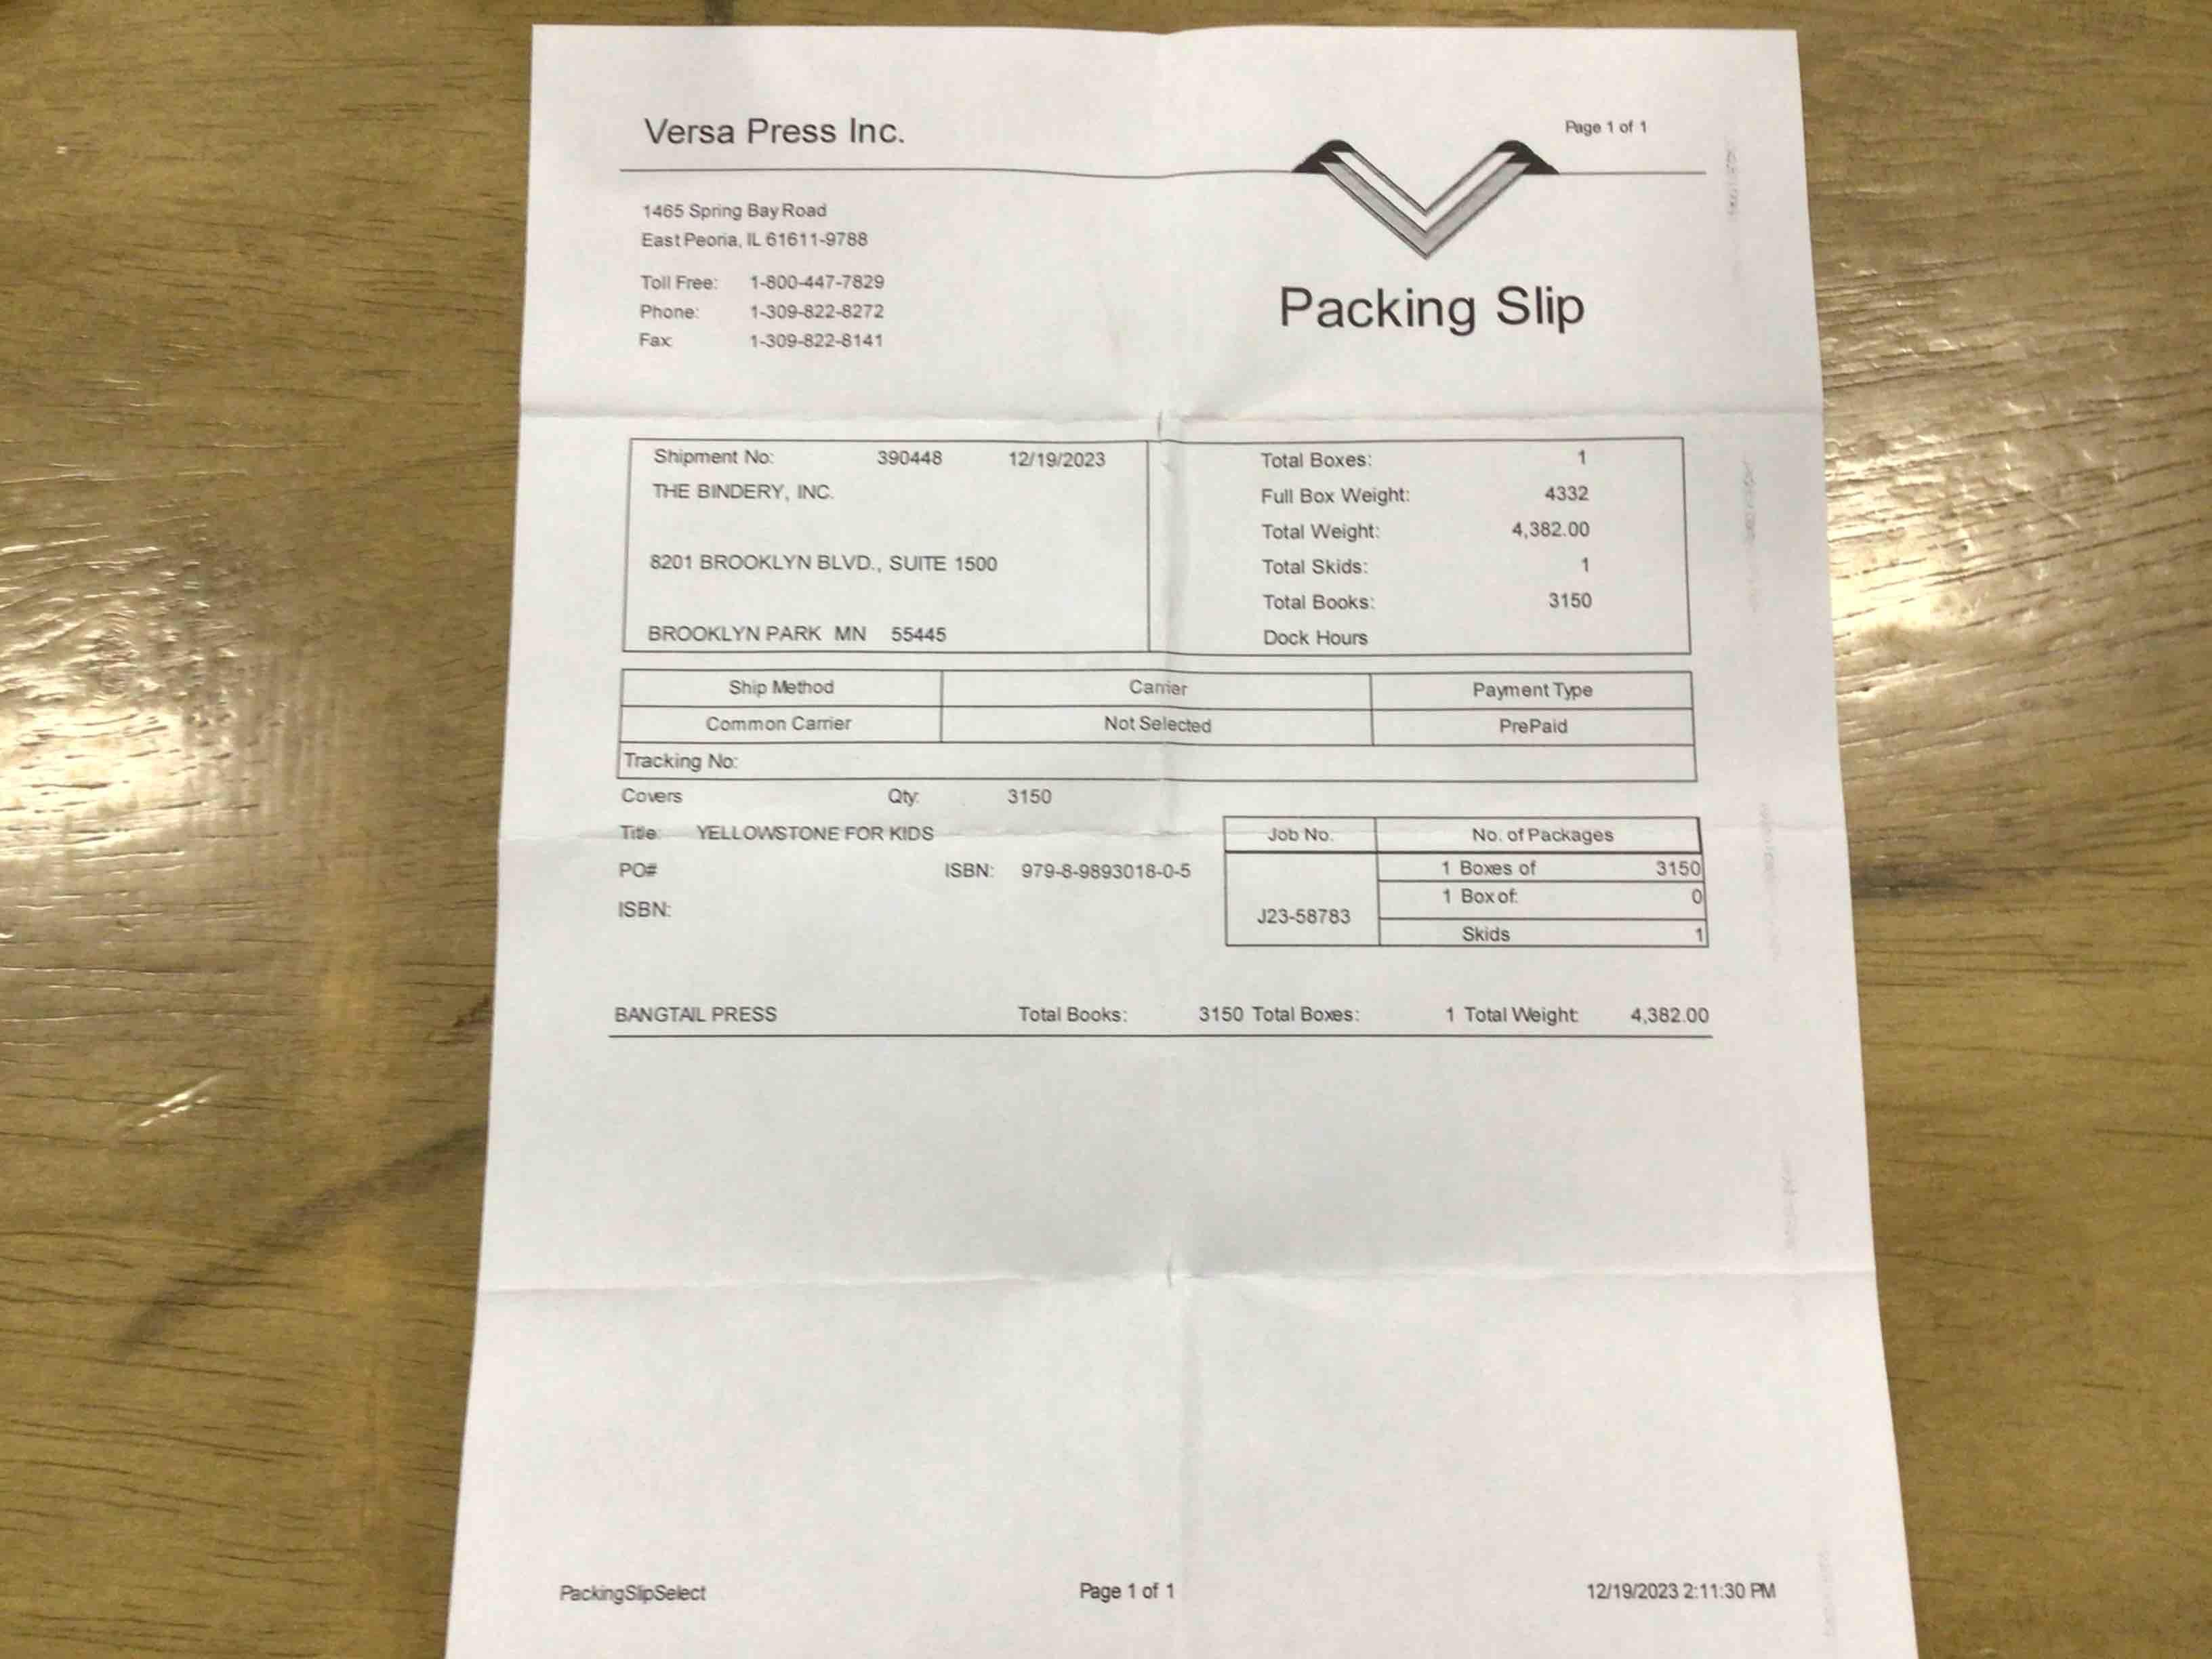 Versa Press Inc.
Page 1 of 1
1465 Spring Bay Road
East Peoria, IL 61611-9788
Toll Free: 1-800-447-7829
Phone: 1-309-822-8272
Fax: 1-309-822-8141
Packing Slip
Shipment No: 390448 12/19/2023
THE BINDERY, INC.
8201 BROOKLYN BLVD., SUITE 1500
BROOKLYN PARK MN 55445
Total Boxes: 1
Full Box Weight: 4332
Total Weight: 4,382.00
Total Skids: 1
Total Books: 3150
Dock Hours
Ship Method Carrier Payment Type
Common Carrier Not Selected PrePaid
Tracking No:
Covers Qty: 3150
Title: YELLOWSTONE FOR KIDS
PO# ISBN: 979-8-9893018-0-5
ISBN:
Job No. No. of Packages
J23-58783
1 Boxes of 3150
1 Box of: 0
Skids 1
BANGTAIL PRESS Total Books: 3150 Total Boxes: 1 Total Weight: 4,382.00
PackingSlipSelect Page 1 of 1 12/19/2023 2:11:30 PM